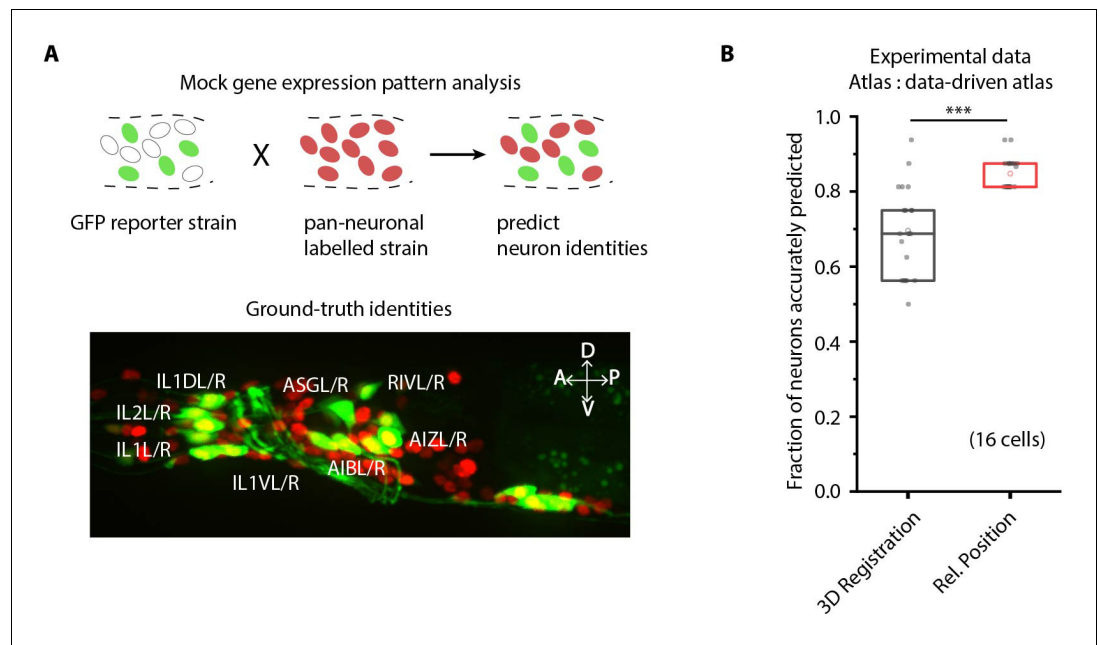 A
Mock gene expression pattern analysis
X
GFP reporter strain
pan-neuronal
labelled strain
predict
neuron identities
Ground-truth identities
IL1DL/R
ASGL/R
RIVL/R
IL2L/R
IL1L/R
AIZL/R
AIBL/R
IL1VL/R
D
A
P
V
B
Experimental data
Atlas : data-driven atlas
***
Fraction of neurons accurately predicted
1.0
0.8
0.6
0.4
0.2
0.0
(16 cells)
3D Registration
Rel. Position